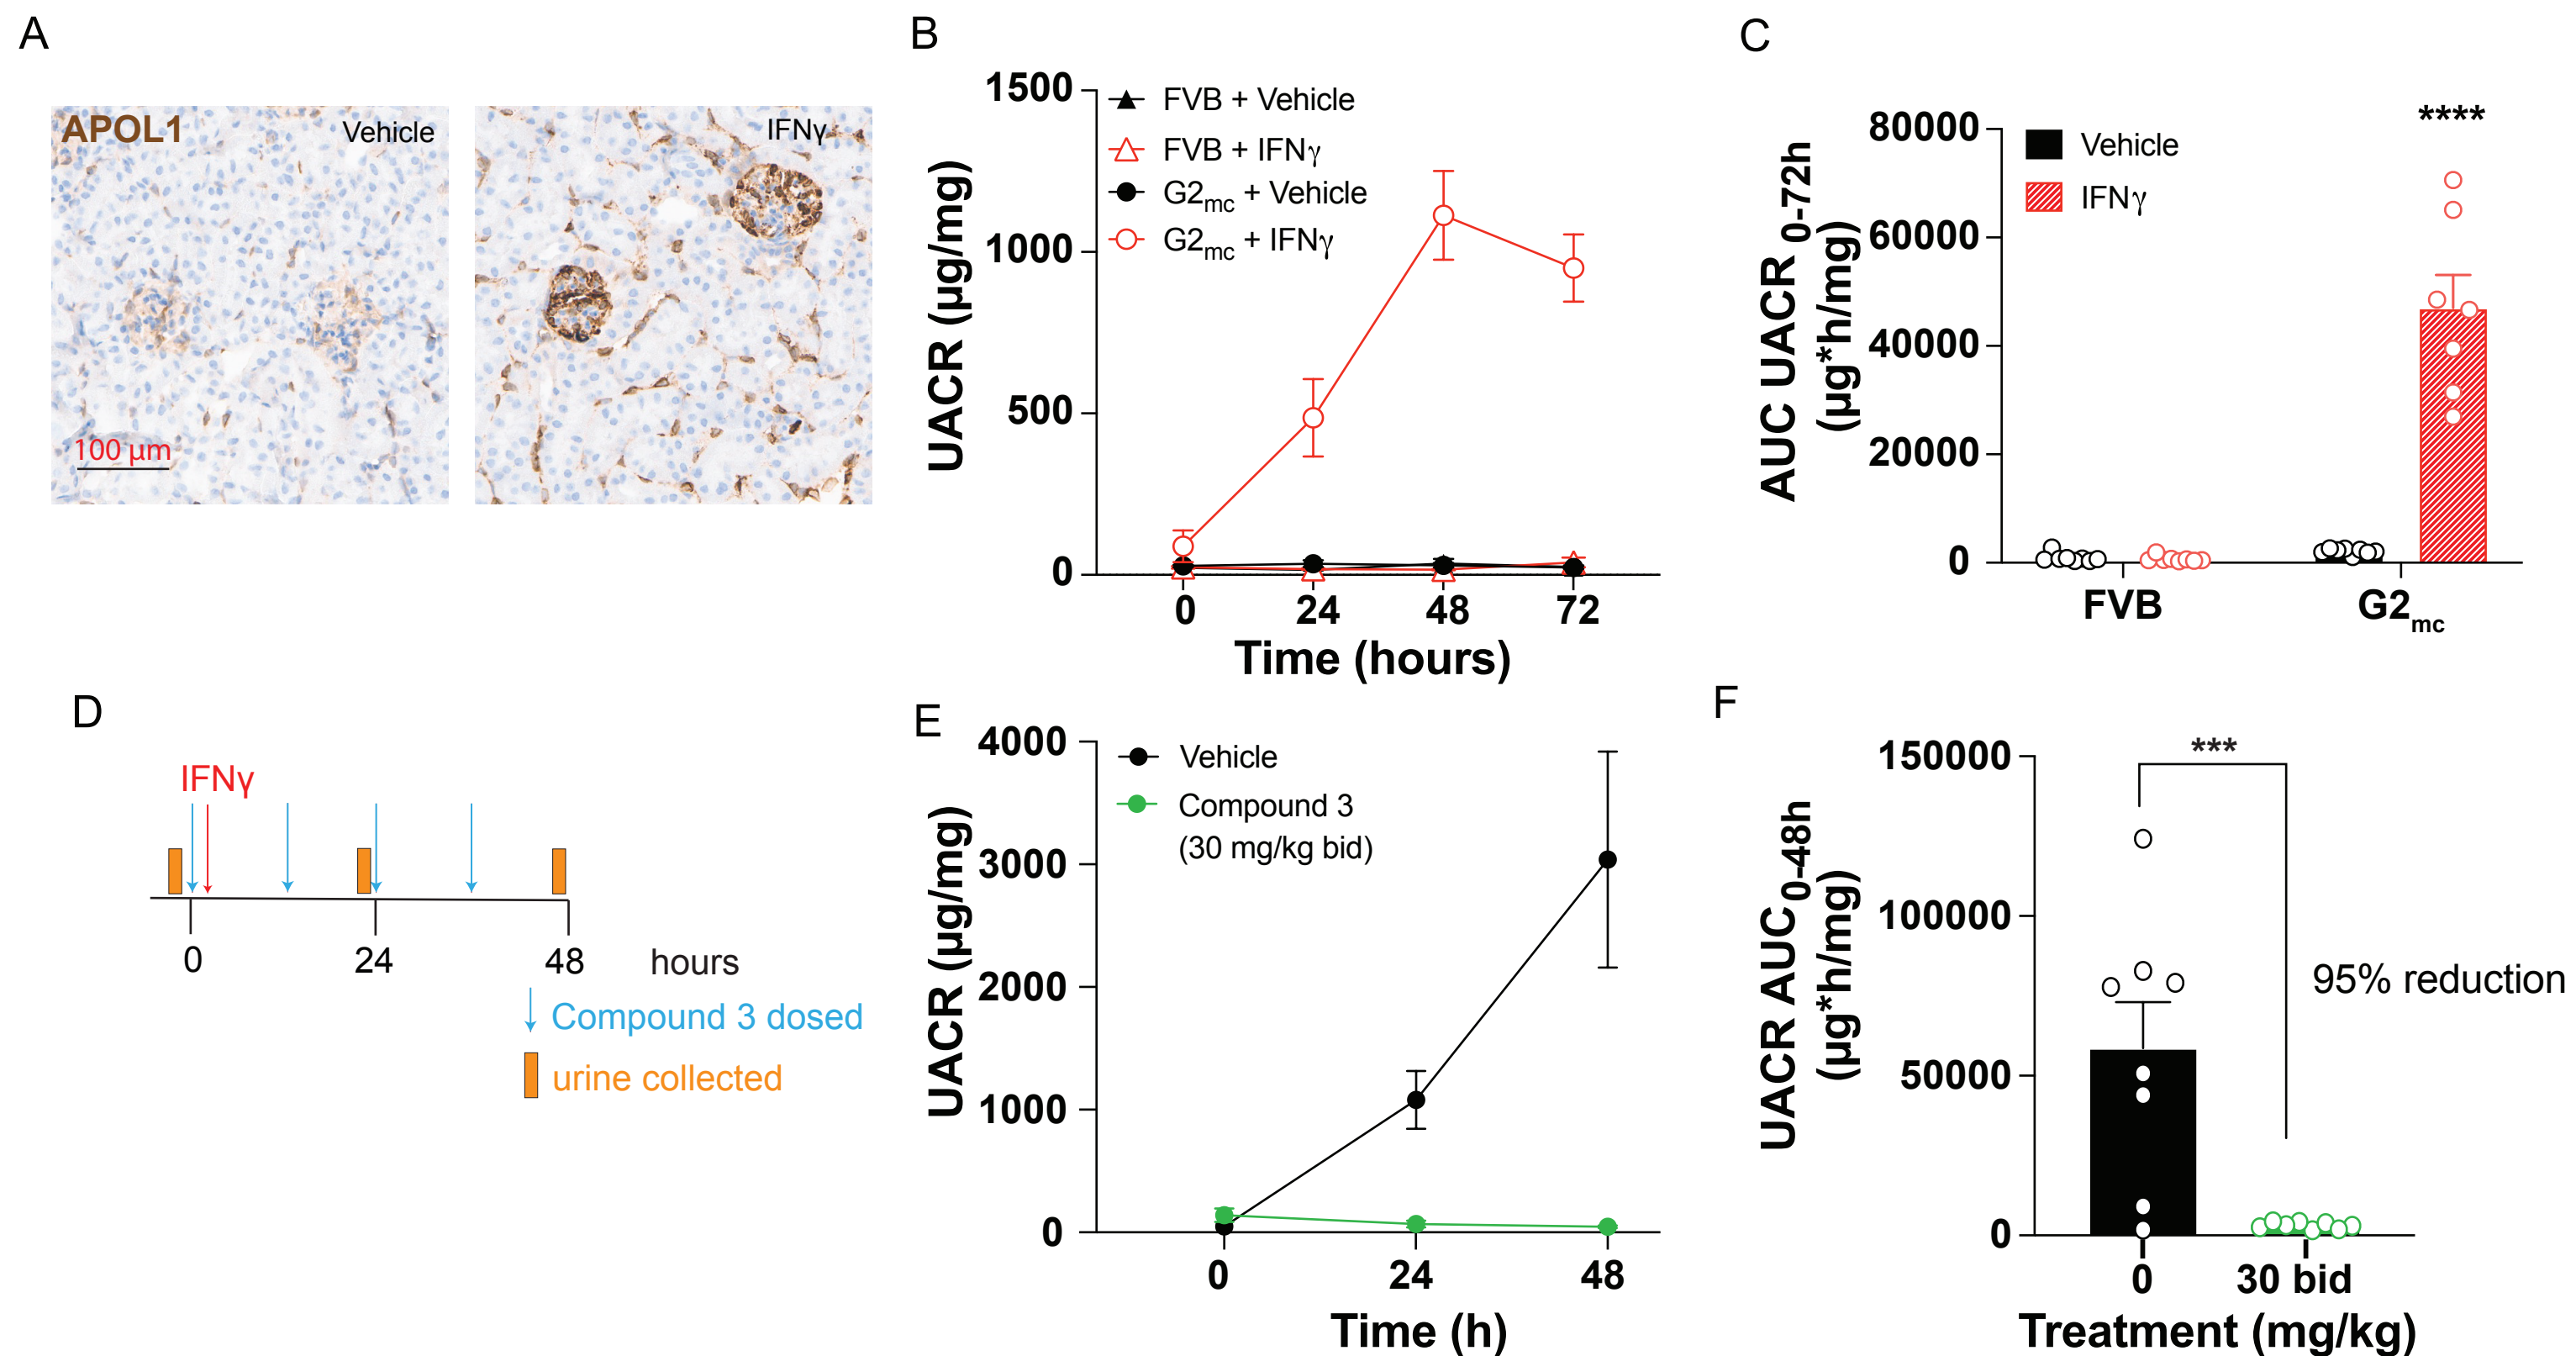 A
APOL1
Vehicle
IFNγ
100 µm
B
UACR (µg/mg)
1500
1000
500
0
FVB + Vehicle
FVB + IFNγ
G2mc + Vehicle
G2mc + IFNγ
0 24 48 72
Time (hours)
C
AUC UACR 0-72h
(µg*h/mg)
80000
60000
40000
20000
0
Vehicle
IFNγ
****
FVB
G2mc
D
IFNγ
0 24 48 hours
Compound 3 dosed
urine collected
E
UACR (µg/mg)
4000
3000
2000
1000
0
Vehicle
Compound 3
(30 mg/kg bid)
0 24 48
Time (h)
F
UACR AUC0-48h
(µg*h/mg)
150000
100000
50000
0
***
95% reduction
0 30 bid
Treatment (mg/kg)